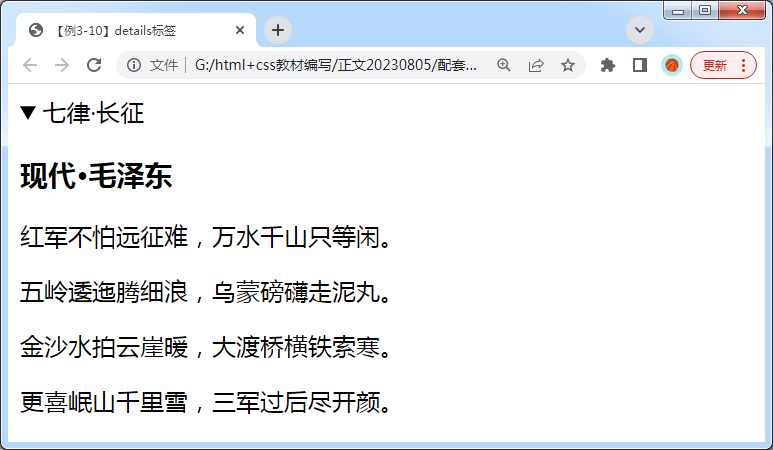 【例3-10】details标签
文件 G:/html+css教材编写/正文20230805/配套... 更新
七律·长征
现代•毛泽东
红军不怕远征难，万水千山只等闲。
五岭逶迤腾细浪，乌蒙磅礴走泥丸。
金沙水拍云崖暖，大渡桥横铁索寒。
更喜岷山千里雪，三军过后尽开颜。